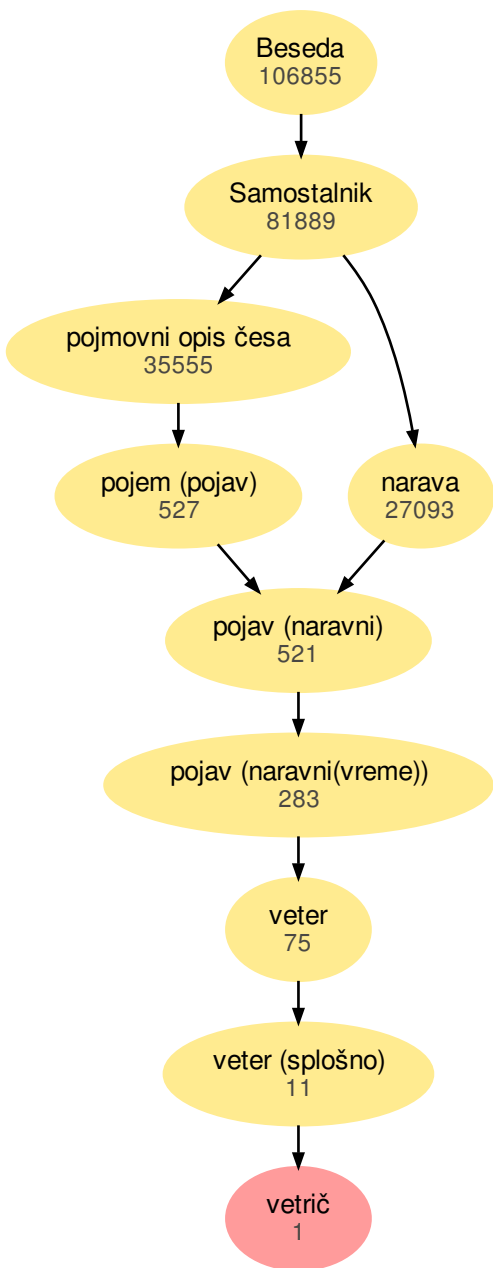 Beseda
106855
Samostalnik
81889
pojmovni opis česa
35555
pojem (pojav)
527
narava
27093
pojav (naravni)
521
pojav (naravni(vreme))
283
veter
75
veter (splošno)
11
vetrič
1